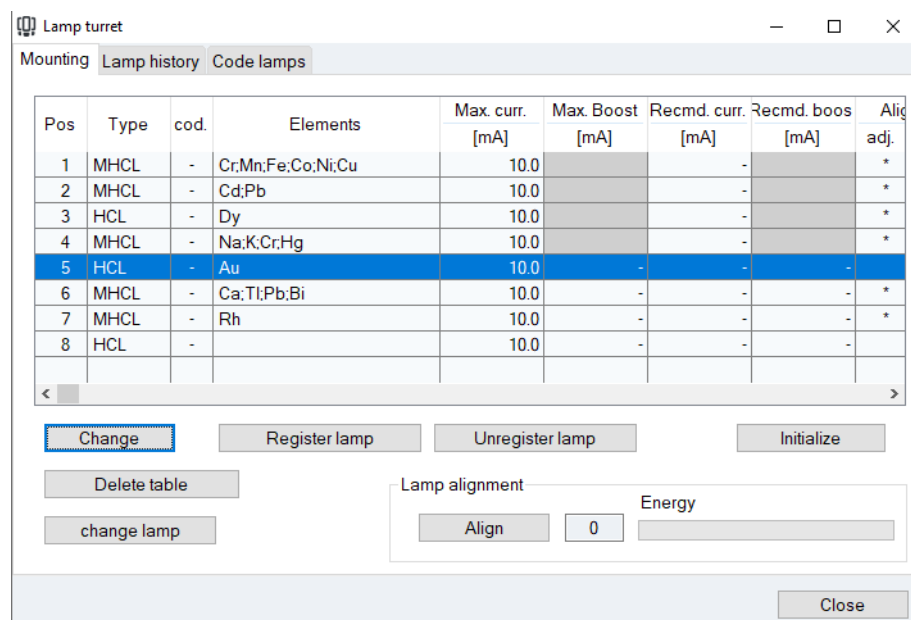 Lamp turret
Mounting Lamp history Code lamps
Pos Type cod. Elements Max. curr. [mA] Max. Boost [mA] Recmd. curr. [mA] Recmd. boos [mA] Alig adj.
1 MHCL - Cr;Mn;Fe;Co;Ni;Cu 10.0 - *
2 MHCL - Cd;Pb 10.0 - *
3 HCL - Dy 10.0 - *
4 MHCL - Na;K;Cr;Hg 10.0 - *
5 HCL - Au 10.0 - - -
6 MHCL - Ca;Tl;Pb;Bi 10.0 - - - *
7 MHCL - Rh 10.0 - - - *
8 HCL - 10.0 - - -
Change Register lamp Unregister lamp Initialize
Delete table
change lamp
Lamp alignment
Energy
Align 0
Close